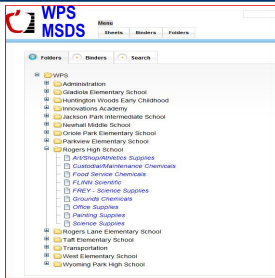 WPS
MSDS
Menu
Sheets Binders Folders
Folders Binders Search
WPS
Administration
Gladiola Elementary School
Huntington Woods Early Childhood
Innovations Academy
Jackson Park Intermediate School
Newhall Middle School
Oriole Park Elementary School
Parkview Elementary School
Rogers High School
Art/Shop/Athletics Supplies
Custodial/Maintenance Chemicals
Food Service Chemicals
FLINN Scientific
FREY - Science Supplies
Grounds Chemicals
Office Supplies
Painting Supplies
Science Supplies
Rogers Lane Elementary School
Taft Elementary School
Transportation
West Elementary School
Wyoming Park High School